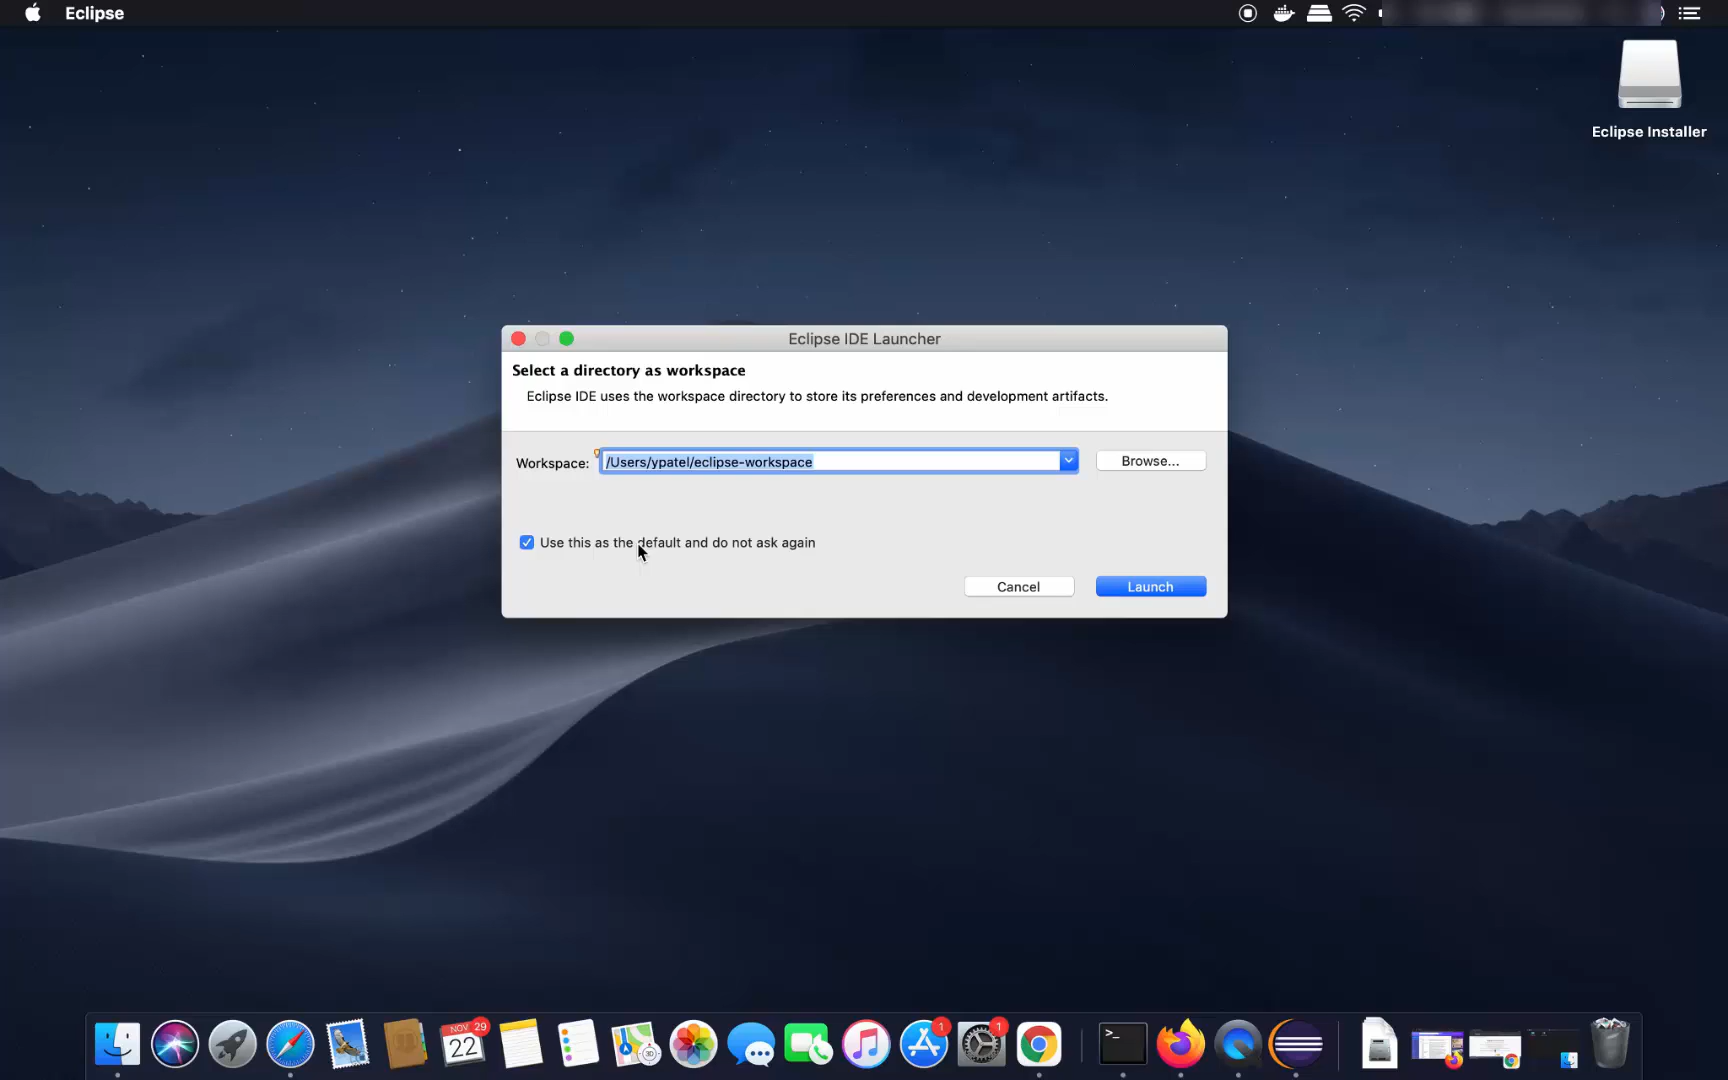 Eclipse
Eclipse Installer
Eclipse IDE Launcher
Select a directory as workspace
Eclipse IDE uses the workspace directory to store its preferences and development artifacts.
Workspace: /Users/ypatel/eclipse-workspace Browse...
Use this as the default and do not ask again
Cancel Launch
NOV 29
22
3D
1
1
>_